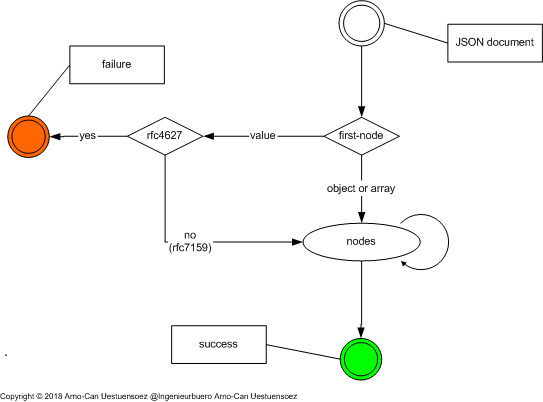 JSON document
failure
yes
rfc4627
value
first-node
object or array
no
(rfc7159)
nodes
success
.
Copyright © 2018 Arno-Can Uestuensoez @Ingenieurbuero Arno-Can Uestuensoez